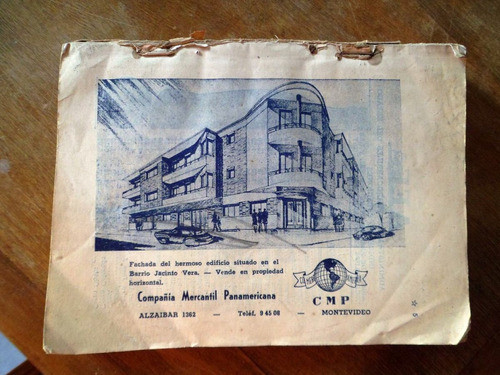 Fachada del hermoso edificio situado en el
Barrio Jacinto Vera. — Vende en propiedad
horizontal.
Compañía Mercantil Panamericana
ALZAIBAR 1362 — Teléf. 9 45 08 — MONTEVIDEO
CMP